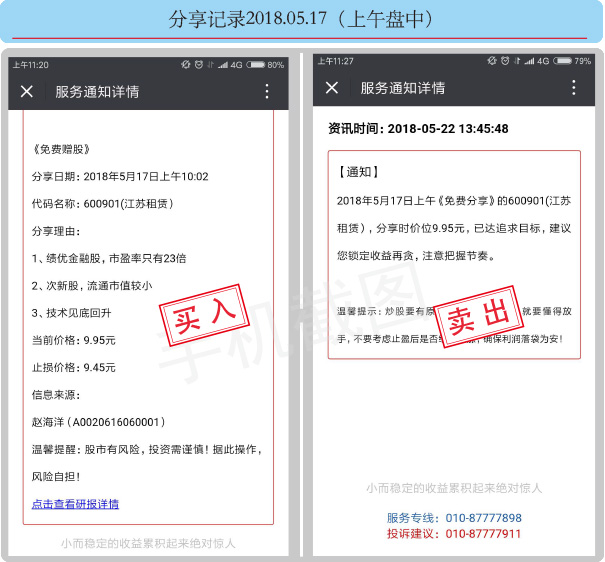 分享记录2018.05.17（上午盘中）
上午11:20
4G
80%
服务通知详情
《免费赠股》
分享日期：2018年5月17日上午10:02
代码名称：600901(江苏租赁)
分享理由：
1、绩优金融股，市盈率只有23倍
2、次新股，流通市值较小
3、技术见底回升
当前价格：9.95元
止损价格：9.45元
信息来源：
赵海洋（A0020616060001）
温馨提醒：股市有风险，投资需谨慎！据此操作，
风险自担！
点击查看研报详情
小而稳定的收益累积起来绝对惊人
买入
手机截图
上午11:27
4G
79%
服务通知详情
资讯时间：2018-05-22 13:45:48
【通知】
2018年5月17日上午《免费分享》的600901(江苏
租赁)，分享时价位9.95元，已达追求目标，建议
您锁定收益再贪，注意把握节奏。
温馨提示：炒股要有 就要懂得放
手，不要考虑止盈后是否 ，确保利润落袋为安！
卖出
小而稳定的收益累积起来绝对惊人
服务专线：010-87777898
投诉建议：010-87777911